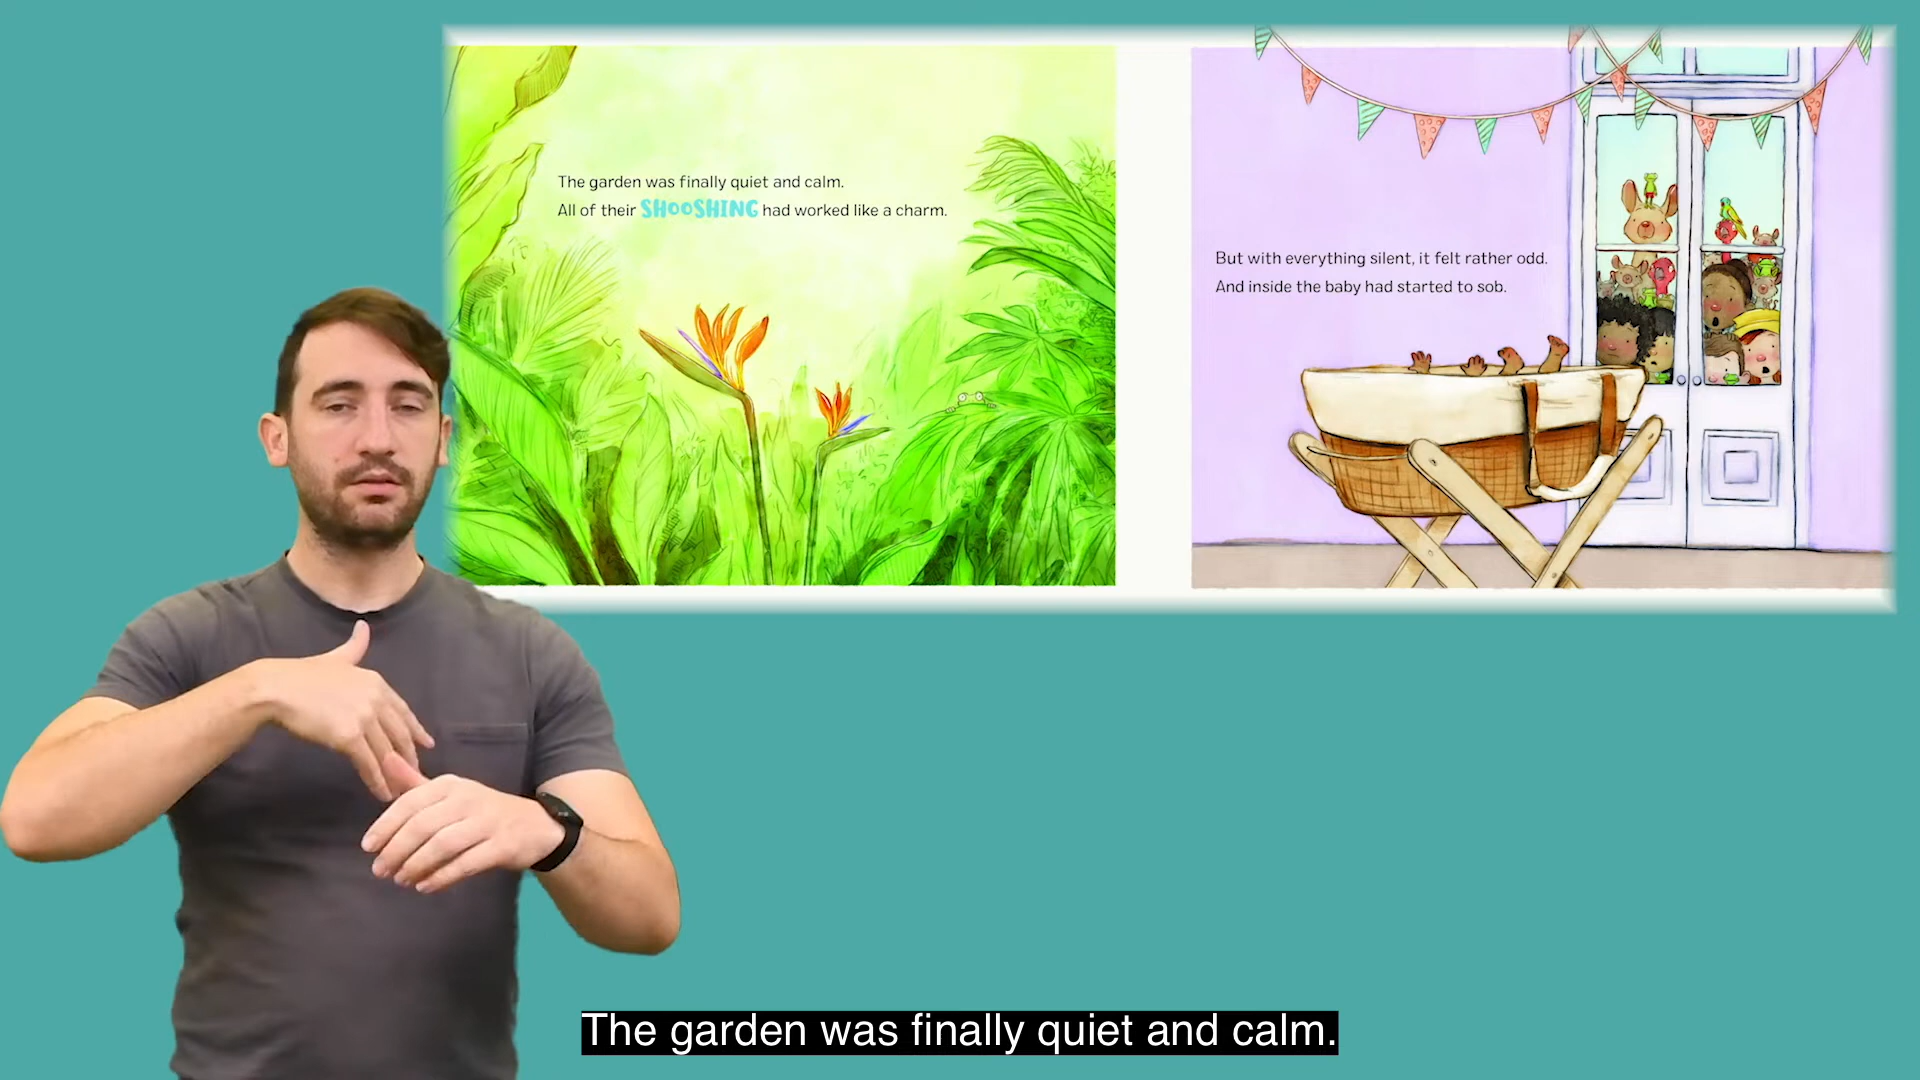 The garden was finally quiet and calm.
All of their SHOOSHING had worked like a charm.
But with everything silent, it felt rather odd.
And inside the baby had started to sob.
The garden was finally quiet and calm.